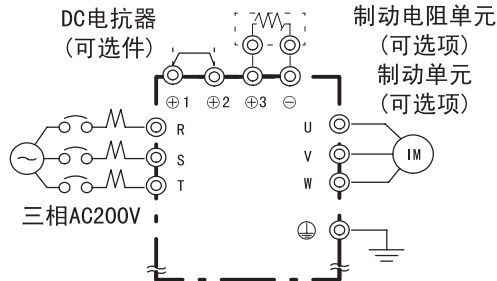 DC电抗器
(可选件)
制动电阻单元
(可选项)
制动单元
(可选项)
⊕1 ⊕2 ⊕3 ⊖
R U
S V
T W
IM
三相AC200V